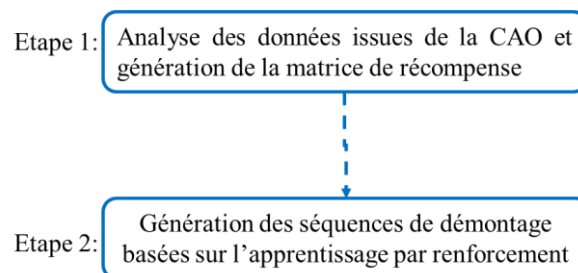 Etape 1:
Analyse des données issues de la CAO et
génération de la matrice de récompense
Etape 2:
Génération des séquences de démontage
basées sur l’apprentissage par renforcement